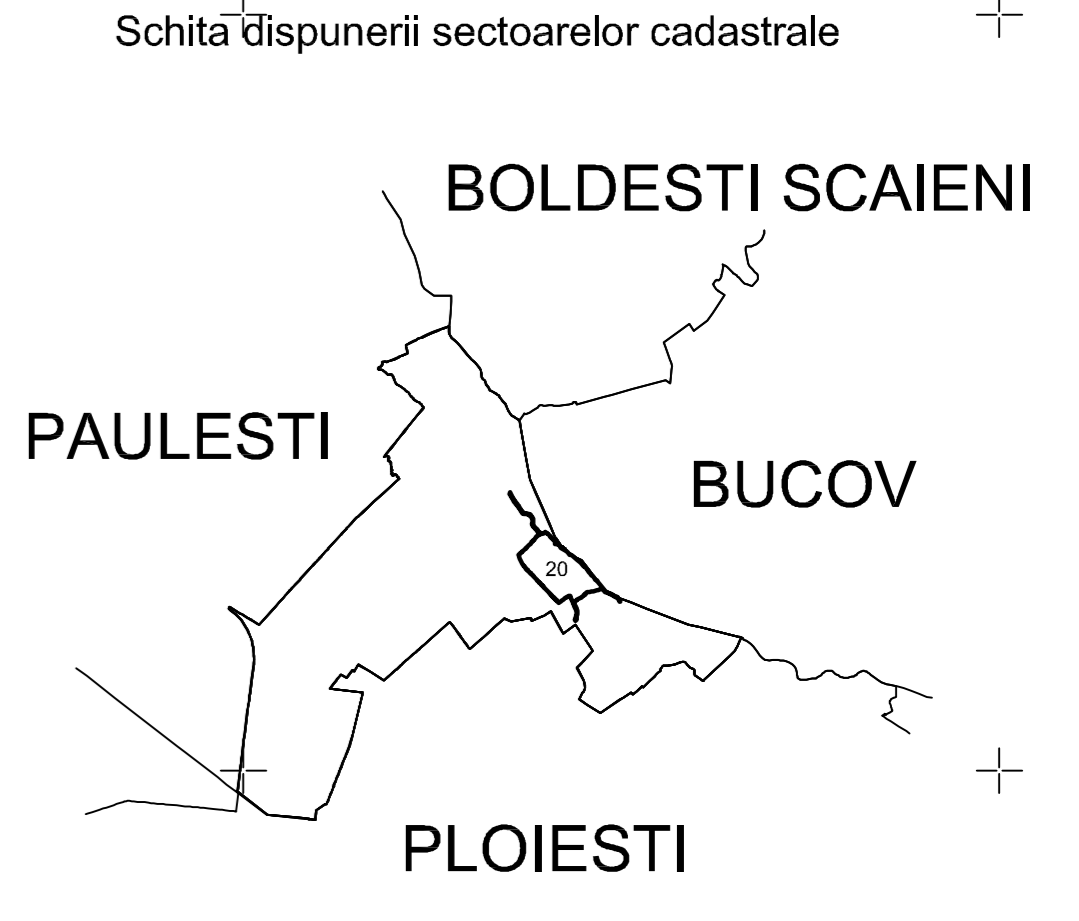 Schita dispunerii sectoarelor cadastrale
BOLDESTI SCAIENI
PAULESTI
BUCOV
20
PLOIESTI